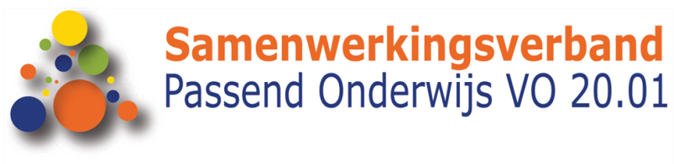 Samenwerkingsverband
Passend Onderwijs VO 20.01